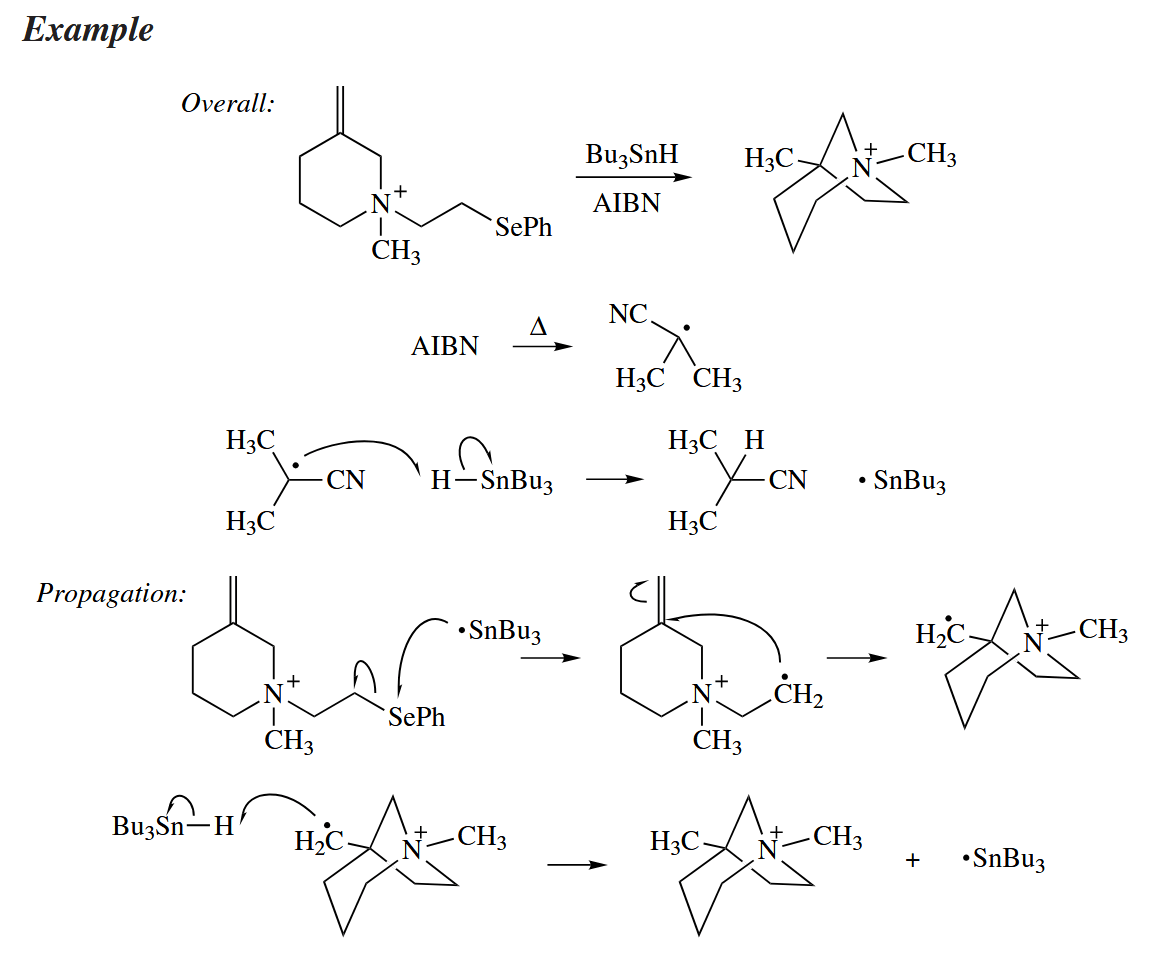 Example
Overall:
N+
CH3
SePh
Bu3SnH
AIBN
H3C
N+
CH3
AIBN
Δ
NC
•
H3C CH3
H3C
• CN
H3C
H—SnBu3
H3C H
CN
H3C
• SnBu3
Propagation:
N+
CH3
SePh
•SnBu3
N+
CH3
•
CH2
•
H2C
N+
CH3
Bu3Sn—H
•
H2C
N+
CH3
H3C
N+
CH3
+
•SnBu3